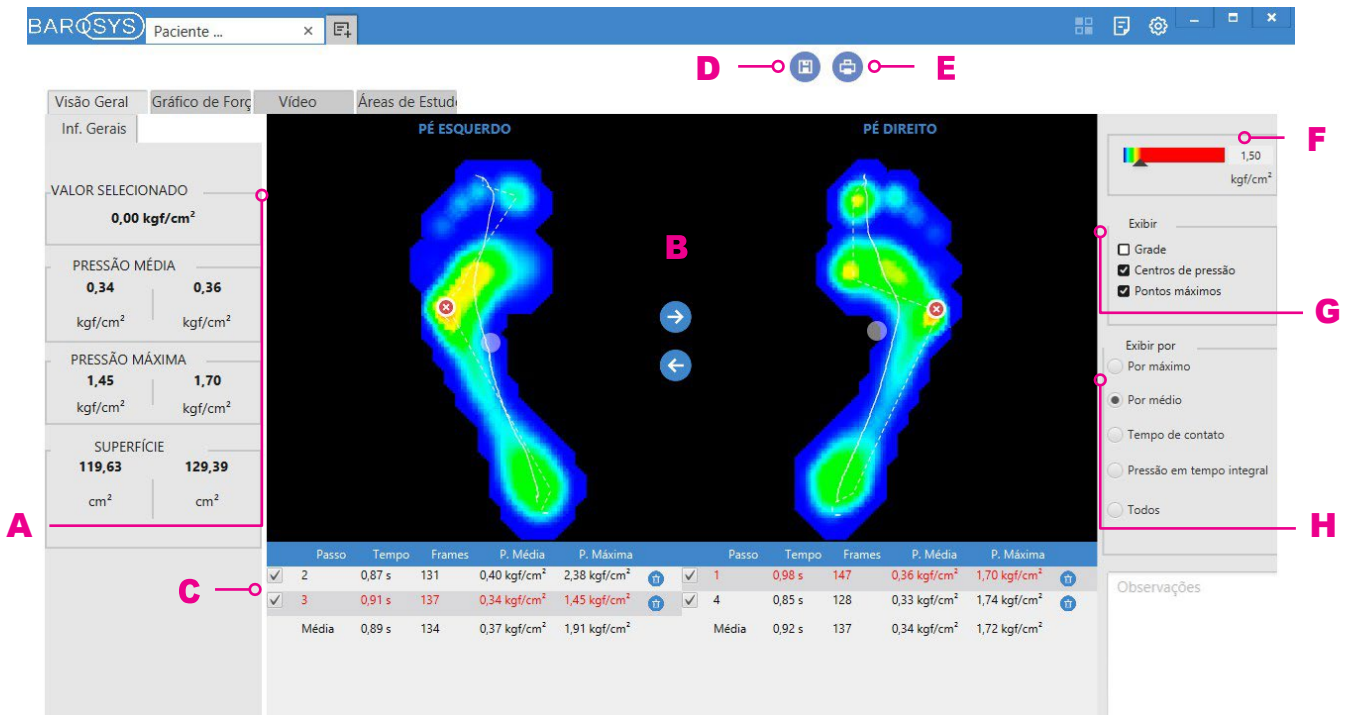 BAROSYS Paciente ...
D E
Visão Geral Gráfico de Forç Vídeo Áreas de Estud
Inf. Gerais
VALOR SELECIONADO
0,00 kgf/cm²
PRESSÃO MÉDIA
0,34 0,36
kgf/cm² kgf/cm²
PRESSÃO MÁXIMA
1,45 1,70
kgf/cm² kgf/cm²
SUPERFÍCIE
119,63 129,39
cm² cm²
A
PÉ ESQUERDO PÉ DIREITO
B
C
Passo Tempo Frames P. Média P. Máxima
2 0,87 s 131 0,40 kgf/cm² 2,38 kgf/cm²
3 0,91 s 137 0,34 kgf/cm² 1,45 kgf/cm²
Média 0,89 s 134 0,37 kgf/cm² 1,91 kgf/cm²
Passo Tempo Frames P. Média P. Máxima
1 0,98 s 147 0,36 kgf/cm² 1,70 kgf/cm²
4 0,85 s 128 0,33 kgf/cm² 1,74 kgf/cm²
Média 0,92 s 137 0,34 kgf/cm² 1,72 kgf/cm²
F
1,50
kgf/cm²
Exibir
Grade
Centros de pressão
Pontos máximos
G
Exibir por
Por máximo
Por médio
Tempo de contato
Pressão em tempo integral
Todos
H
Observações